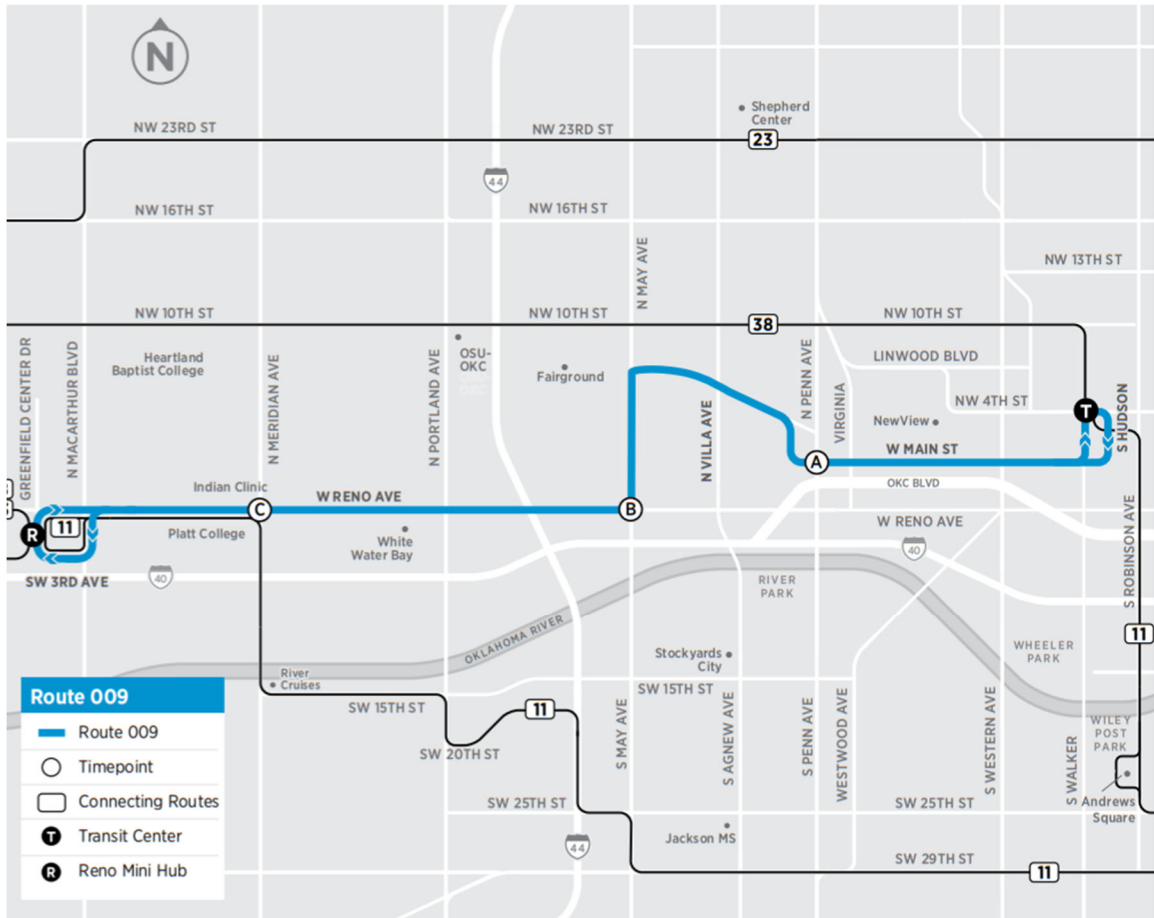 N
Shepherd
Center
NW 23RD ST
NW 23RD ST
23
44
NW 16TH ST
NW 16TH ST
N MAY AVE
NW 13TH ST
NW 10TH ST
NW 10TH ST
38
NW 10TH ST
GREENFIELD CENTER DR
N MACARTHUR BLVD
Heartland
Baptist College
N MERIDIAN AVE
N PORTLAND AVE
OSU-
OKC
Fairground
N VILLA AVE
N PENN AVE
VIRGINIA
LINWOOD BLVD
NW 4TH ST
NewView
T
S HUDSON
W MAIN ST
A
OKC BLVD
Indian Clinic
W RENO AVE
C
B
W RENO AVE
R
11
Platt College
White
Water Bay
40
SW 3RD AVE
40
S ROBINSON AVE
RIVER
PARK
OKLAHOMA RIVER
11
WHEELER
PARK
Stockyards
City
River
Cruises
SW 15TH ST
SW 15TH ST
11
S MAY AVE
S AGNEW AVE
S PENN AVE
WESTWOOD AVE
S WESTERN AVE
S WALKER
WILEY
POST
PARK
SW 20TH ST
SW 25TH ST
SW 25TH ST
Andrews
Square
Jackson MS
44
SW 29TH ST
11
Route 009
Route 009
Timepoint
Connecting Routes
T Transit Center
R Reno Mini Hub